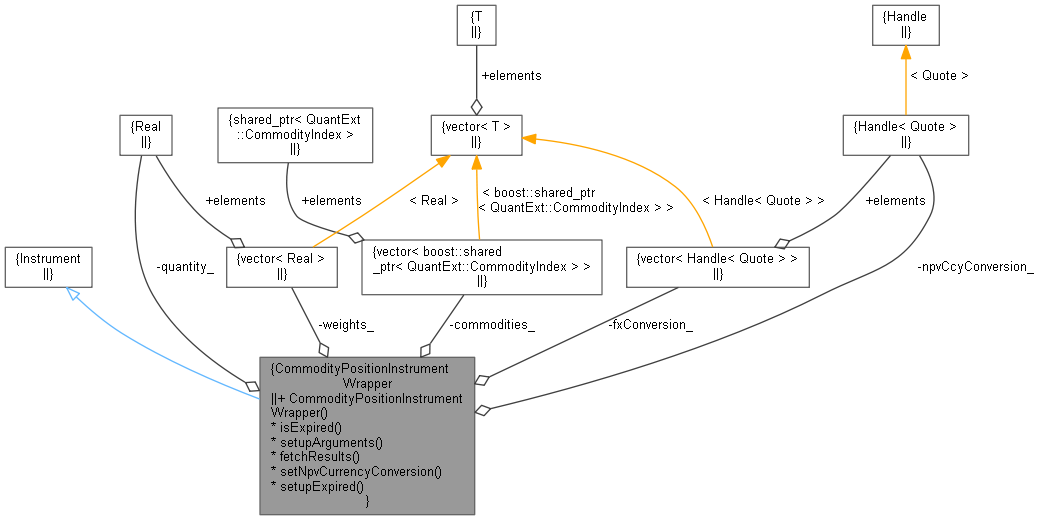 {T
||}
{Handle
||}
+elements
< Quote >
{Real
||}
{shared_ptr< QuantExt
::CommodityIndex >
||}
{vector< T >
||}
{Handle< Quote >
||}
+elements
+elements
< Real >
< boost::shared_ptr
< QuantExt::CommodityIndex > >
< Handle< Quote > >
+elements
{Instrument
||}
-quantity_
{vector< Real >
||}
{vector< boost::shared
_ptr< QuantExt::CommodityIndex > >
||}
{vector< Handle< Quote > >
||}
-npvCcyConversion_
-weights_
-commodities_
-fxConversion_
{CommodityPositionInstrument
Wrapper
||+ CommodityPositionInstrument
Wrapper()
* isExpired()
* setupArguments()
* fetchResults()
* setNpvCurrencyConversion()
* setupExpired()
}